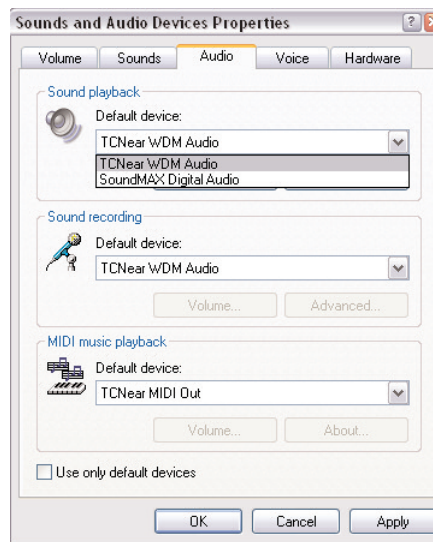 Sounds and Audio Devices Properties
Volume Sounds Audio Voice Hardware
Sound playback
Default device:
TCNear WDM Audio
TCNear WDM Audio
SoundMAX Digital Audio
Sound recording
Default device:
TCNear WDM Audio
Volume... Advanced...
MIDI music playback
Default device:
TCNear MIDI Out
Volume... About...
Use only default devices
OK Cancel Apply